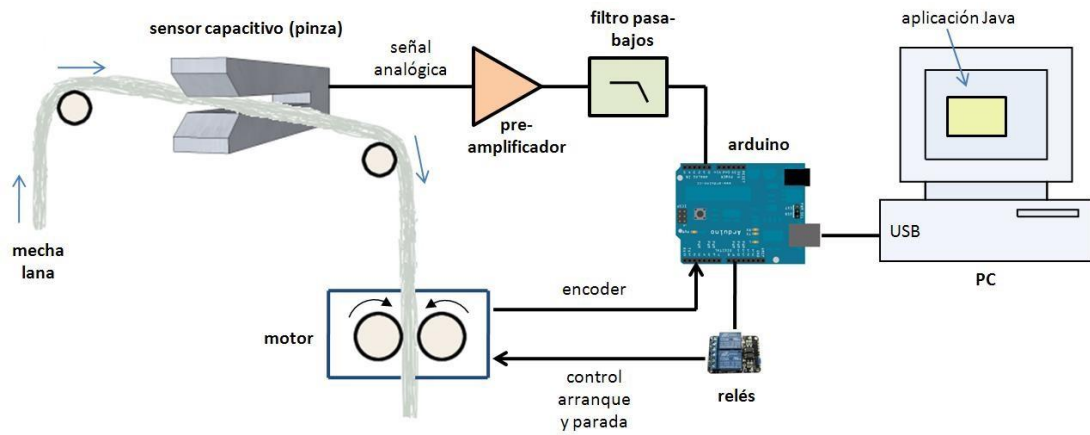 sensor capacitivo (pinza)
señal
analógica
filtro pasa-
bajos
aplicación Java
pre-
amplificador
arduino
mecha
lana
USB
PC
encoder
motor
control
arranque
y parada
relés
Arduino